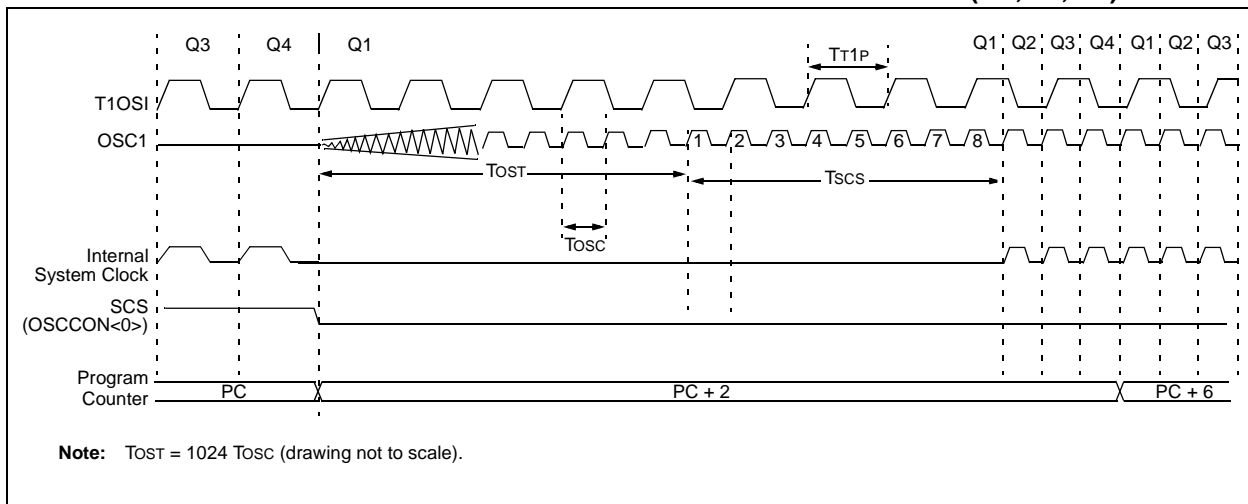 Q3 Q4 Q1 Q1 Q2 Q3 Q4 Q1 Q2 Q3
TT1P
T1OSI
OSC1
1 2 3 4 5 6 7 8
TOST
TSCS
TOSC
Internal
System Clock
SCS
(OSCCON<0>)
Program
Counter
PC
PC + 2
PC + 6
Note: TOST = 1024 TOSC (drawing not to scale).